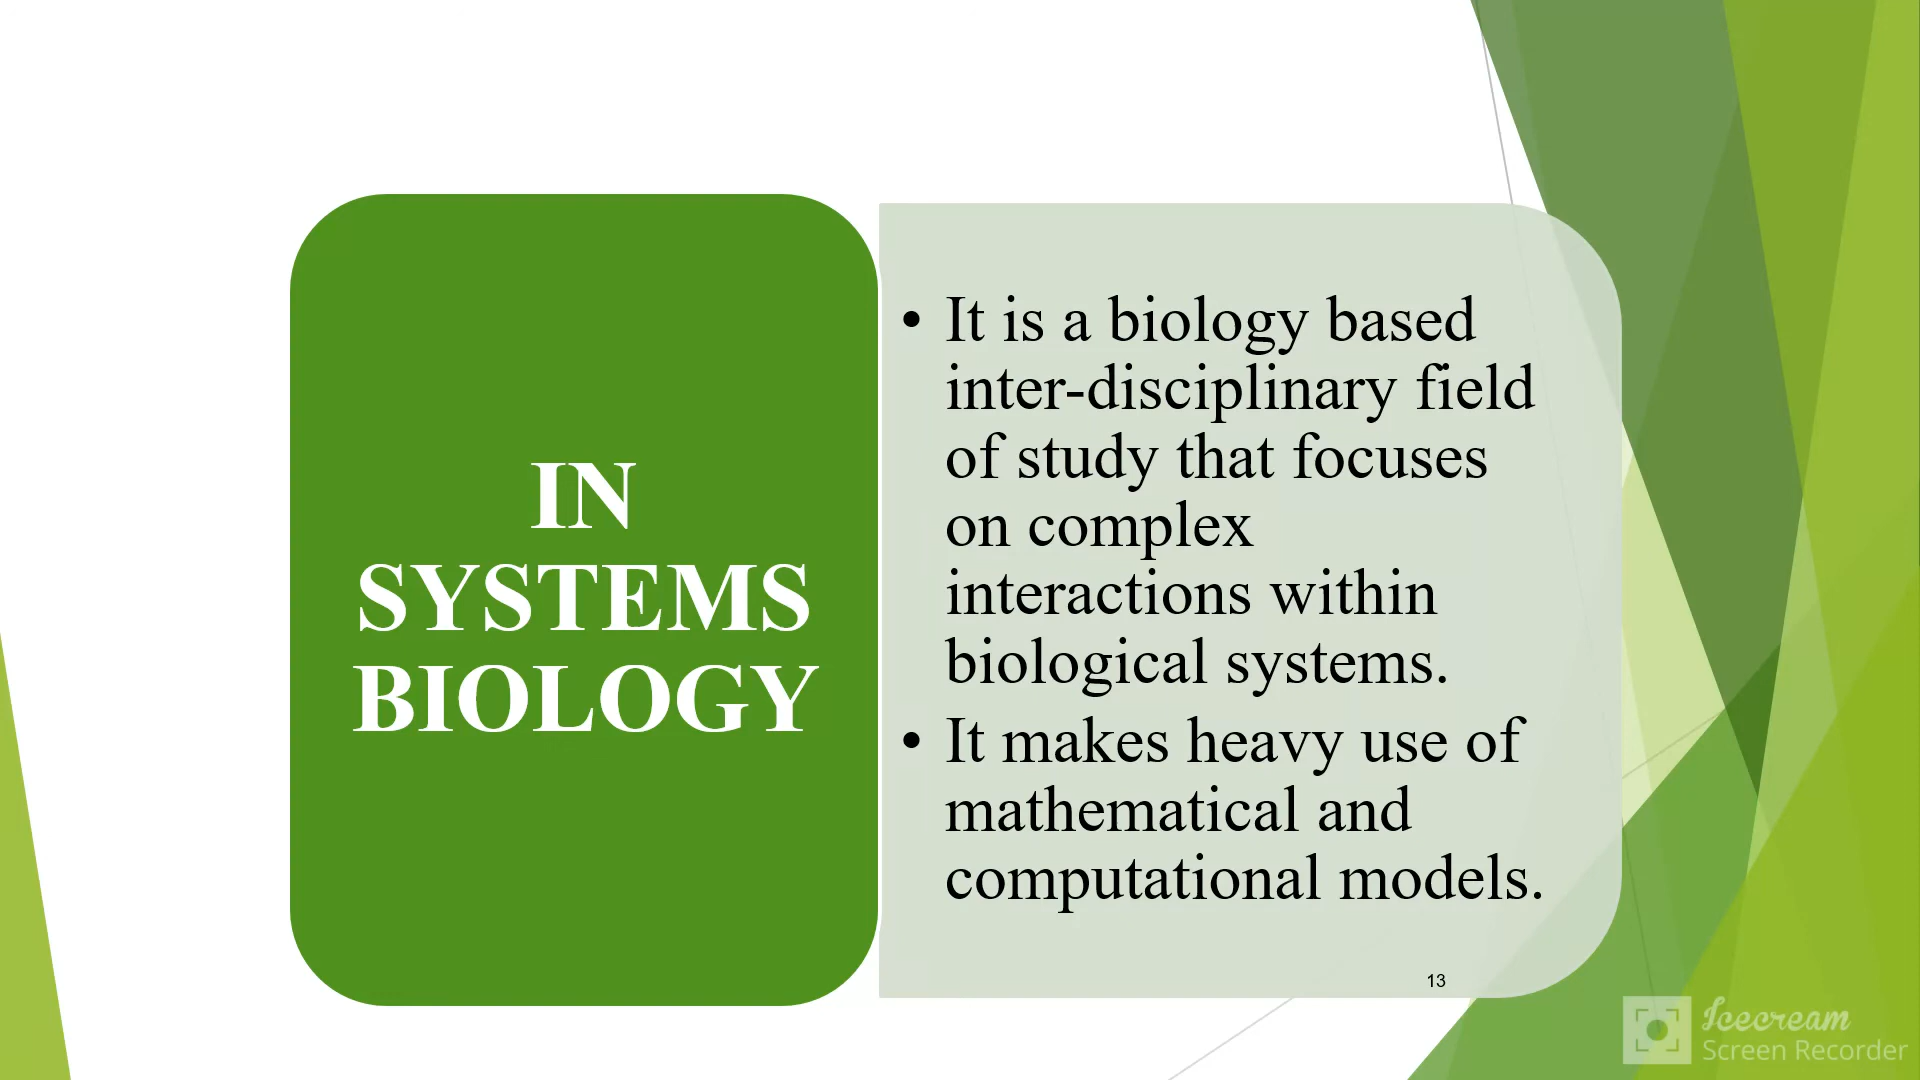 IN
SYSTEMS
BIOLOGY
• It is a biology based
inter-disciplinary field
of study that focuses
on complex
interactions within
biological systems.
• It makes heavy use of
mathematical and
computational models.
13
Icecream
Screen Recorder